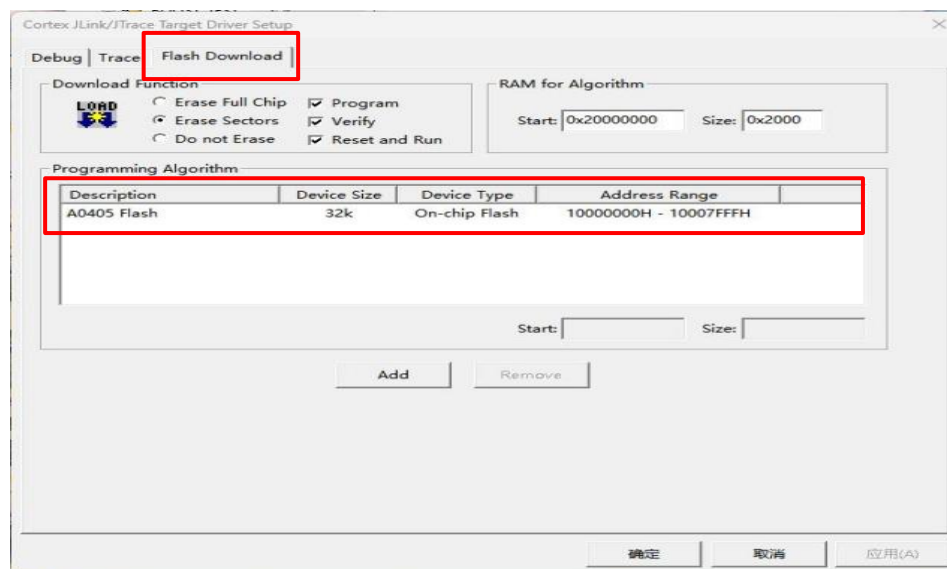 Cortex JLink/JTrace Target Driver Setup
Debug Trace Flash Download
Download Function
LOAD
Erase Full Chip
Erase Sectors
Do not Erase
Program
Verify
Reset and Run
RAM for Algorithm
Start: 0x20000000 Size: 0x2000
Programming Algorithm
Description Device Size Device Type Address Range
A0405 Flash 32k On-chip Flash 10000000H - 10007FFFH
Start: Size:
Add Remove
确定 取消 应用(A)